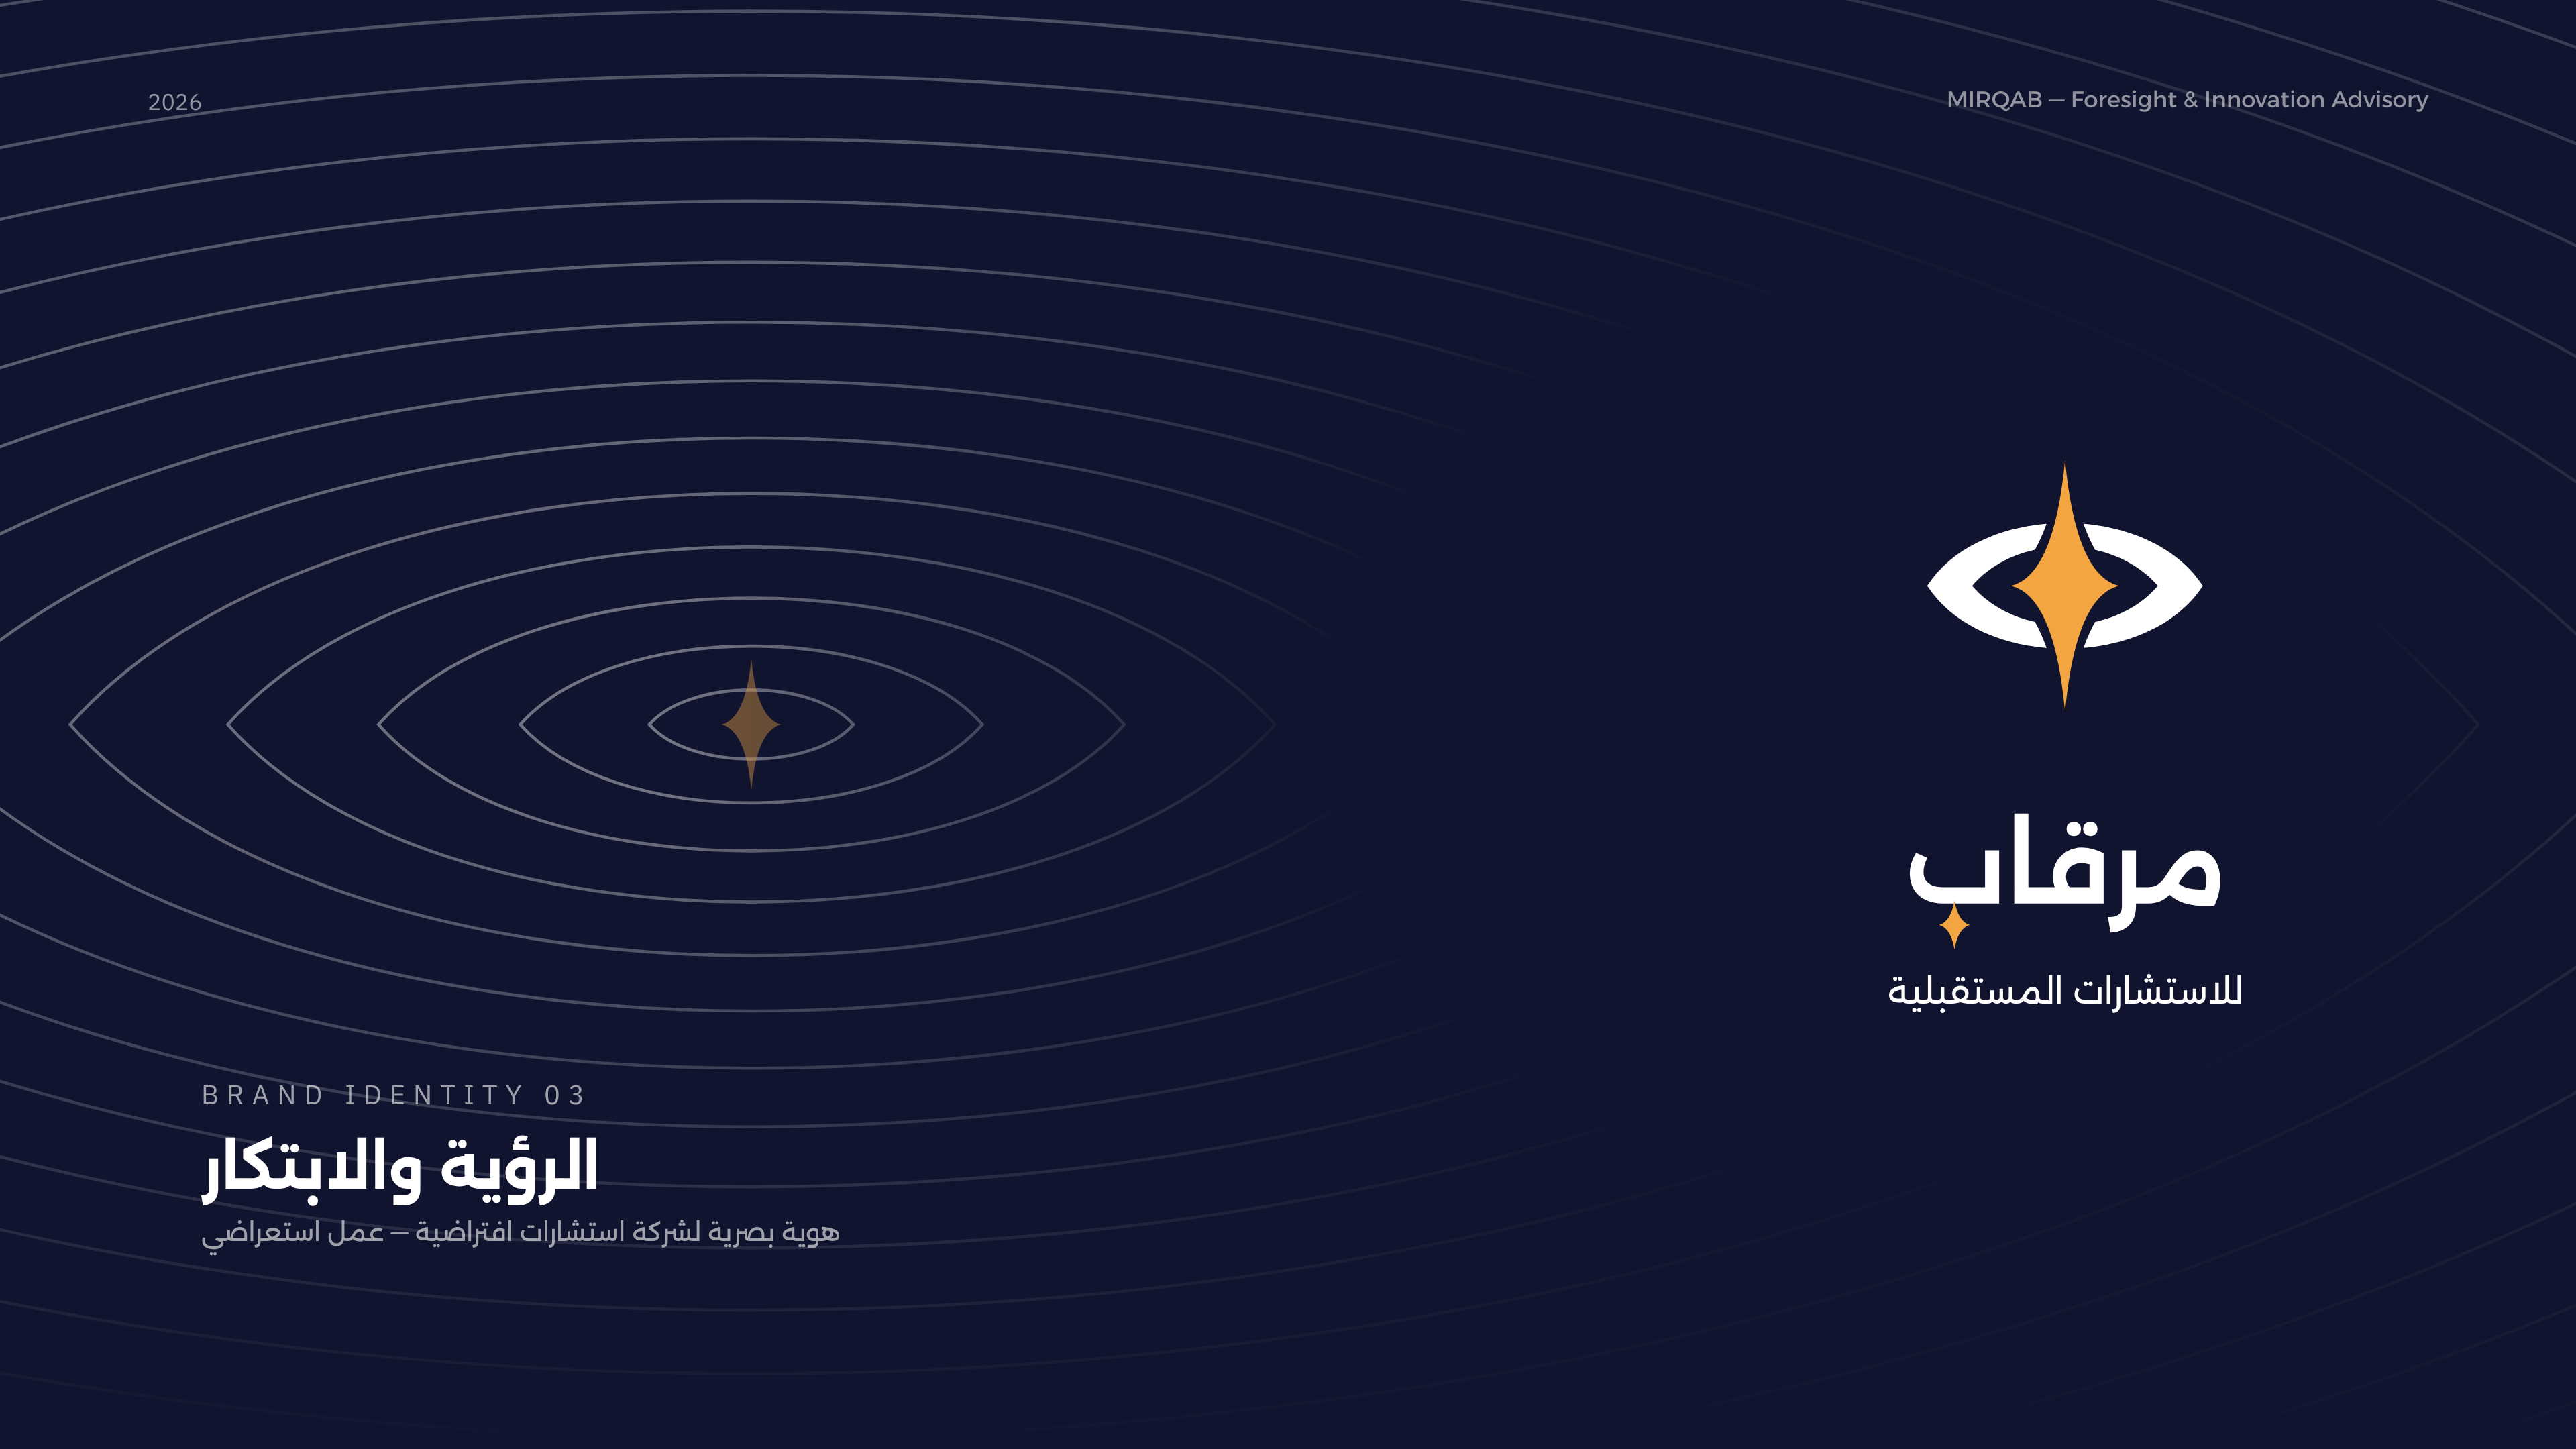 2026
MIRQAB — Foresight & Innovation Advisory
مرقاب
للاستشارات المستقبلية
BRAND IDENTITY 03
الرؤية والابتكار
هوية بصرية لشركة استشارات افتراضية — عمل استعراضي